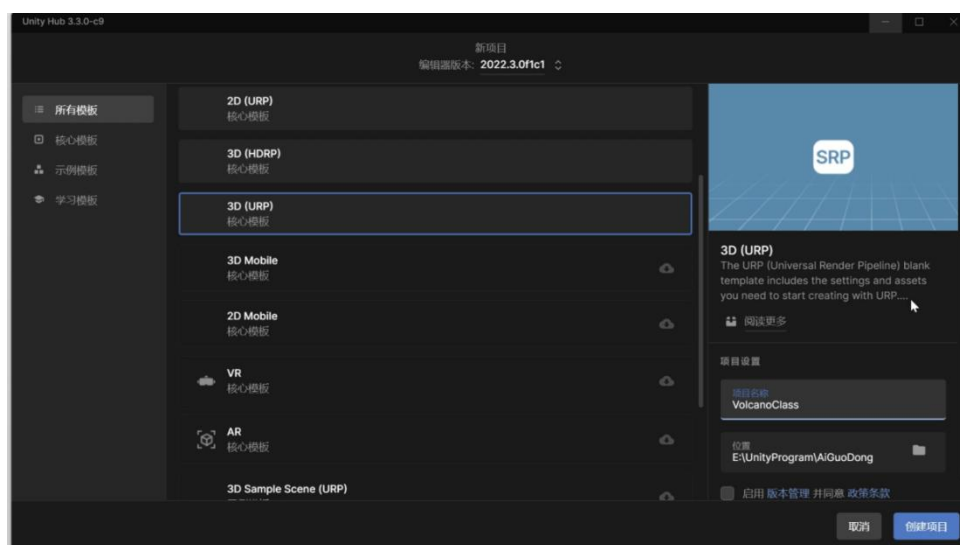 Unity Hub 3.3.0-c9
新项目
编辑器版本: 2022.3.0f1c1
所有模板
核心模板
示例模板
学习模板
2D (URP)
核心模板
3D (HDRP)
核心模板
3D (URP)
核心模板
3D Mobile
核心模板
2D Mobile
核心模板
VR
核心模板
AR
核心模板
3D Sample Scene (URP)
SRP
3D (URP)
The URP (Universal Render Pipeline) blank
template includes the settings and assets
you need to start creating with URP....
阅读更多
项目设置
项目名称
VolcanoClass
位置
E:\UnityProgram\AiGuoDong
启用 版本管理 并同意 政策条款
取消
创建项目